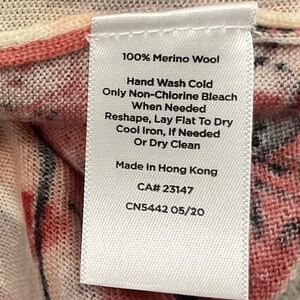 100% Merino Wool
Hand Wash Cold
Only Non-Chlorine Bleach
When Needed
Reshape, Lay Flat To Dry
Cool Iron, If Needed
Or Dry Clean
Made in Hong Kong
CA# 23147
CN5442 05/20